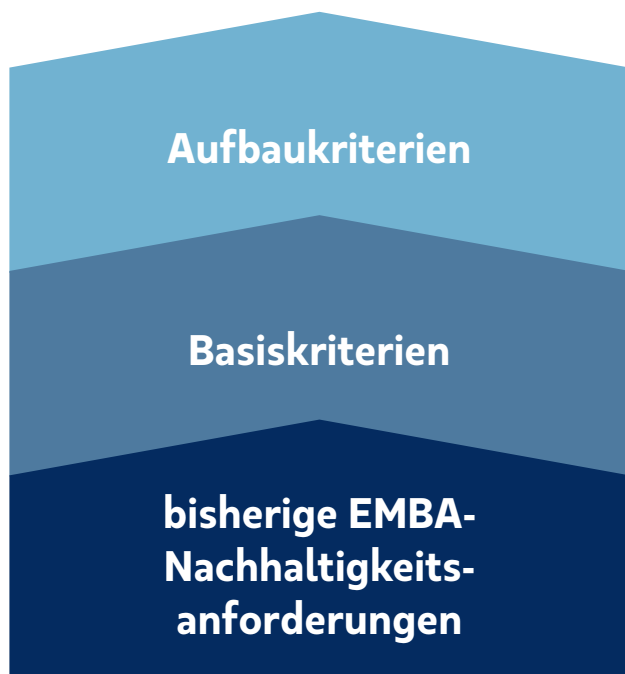 Aufbaukriterien
Basiskriterien
bisherige EMBA-
Nachhaltigkeits-
anforderungen